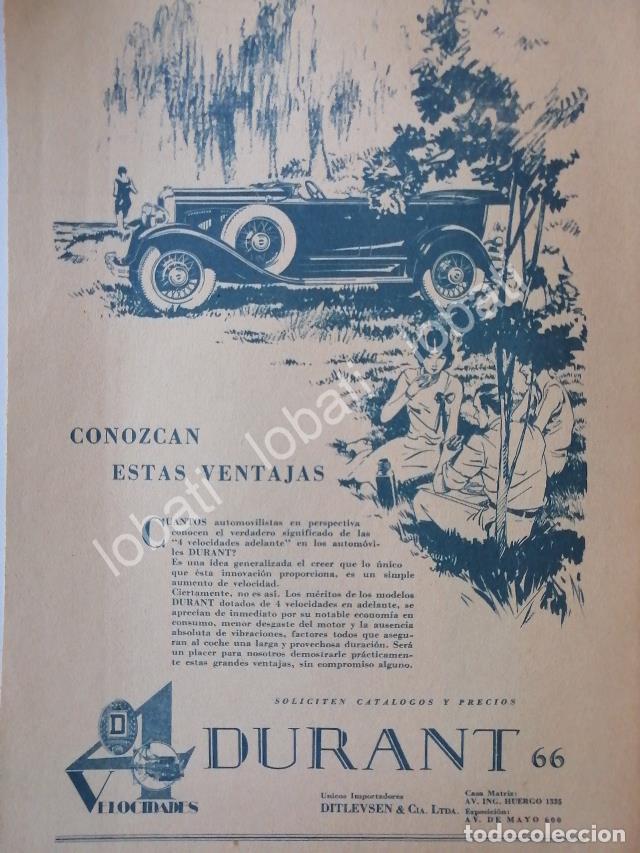 CONOZCAN
ESTAS VENTAJAS
CUANTOS automovilistas en perspectiva
conocen el verdadero significado de las
"4 velocidades adelante" en los automóvi-
les DURANT?
Es una idea generalizada el creer que lo único
que ésta innovación proporciona, es un simple
aumento de velocidad.
Ciertamente, no es así. Los méritos de los modelos
DURANT dotados de 4 velocidades en adelante, se
aprecian de inmediato por su notable economía en
consumo, menor desgaste del motor y la ausencia
absoluta de vibraciones, factores todos que asegu-
ran al coche una larga y provechosa duración. Será
un placer para nosotros demostrarle prácticamen-
te estas grandes ventajas, sin compromiso alguno.
SOLICITEN CATALOGOS Y PRECIOS
D
4
VELOCIDADES
DURANT 66
Unicos Importadores
DITLEVSEN & Cia. Ltda.
Casa Matriz:
AV. ING. HUERGO 1335
Exposición:
AV. DE MAYO 600
lobati lobati lobati lobati
todocoleccion.net